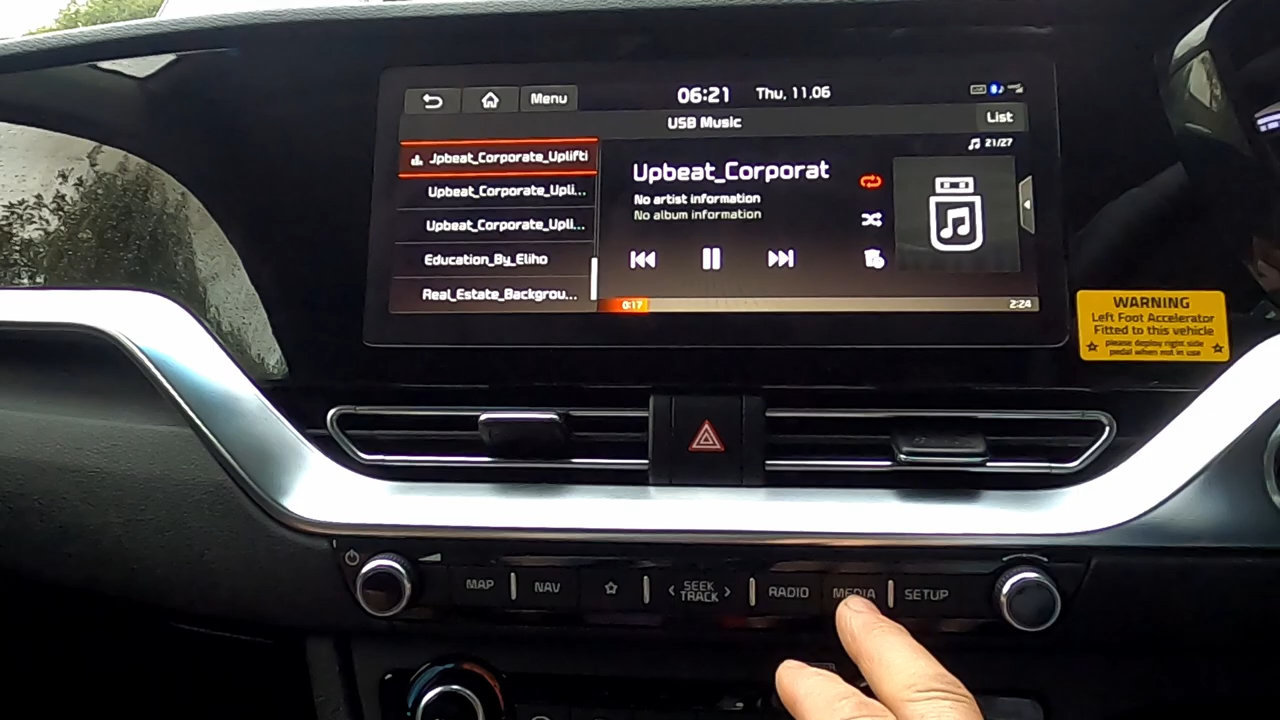 Menu
06:21
Thu, 11.06
USB Music
List
21/27
Jpbeat_Corporate_Uplifti
Upbeat_Corporate_Upli...
Upbeat_Corporate_Upli...
Education_By_Eliho
Real_Estate_Backgrou...
Upbeat_Corporat
No artist information
No album information
0:17
2:24
WARNING
Left Foot Accelerator
Fitted to this vehicle
please deploy right side
pedal when not in use
MAP
NAV
SEEK
TRACK
RADIO
MEDIA
SETUP